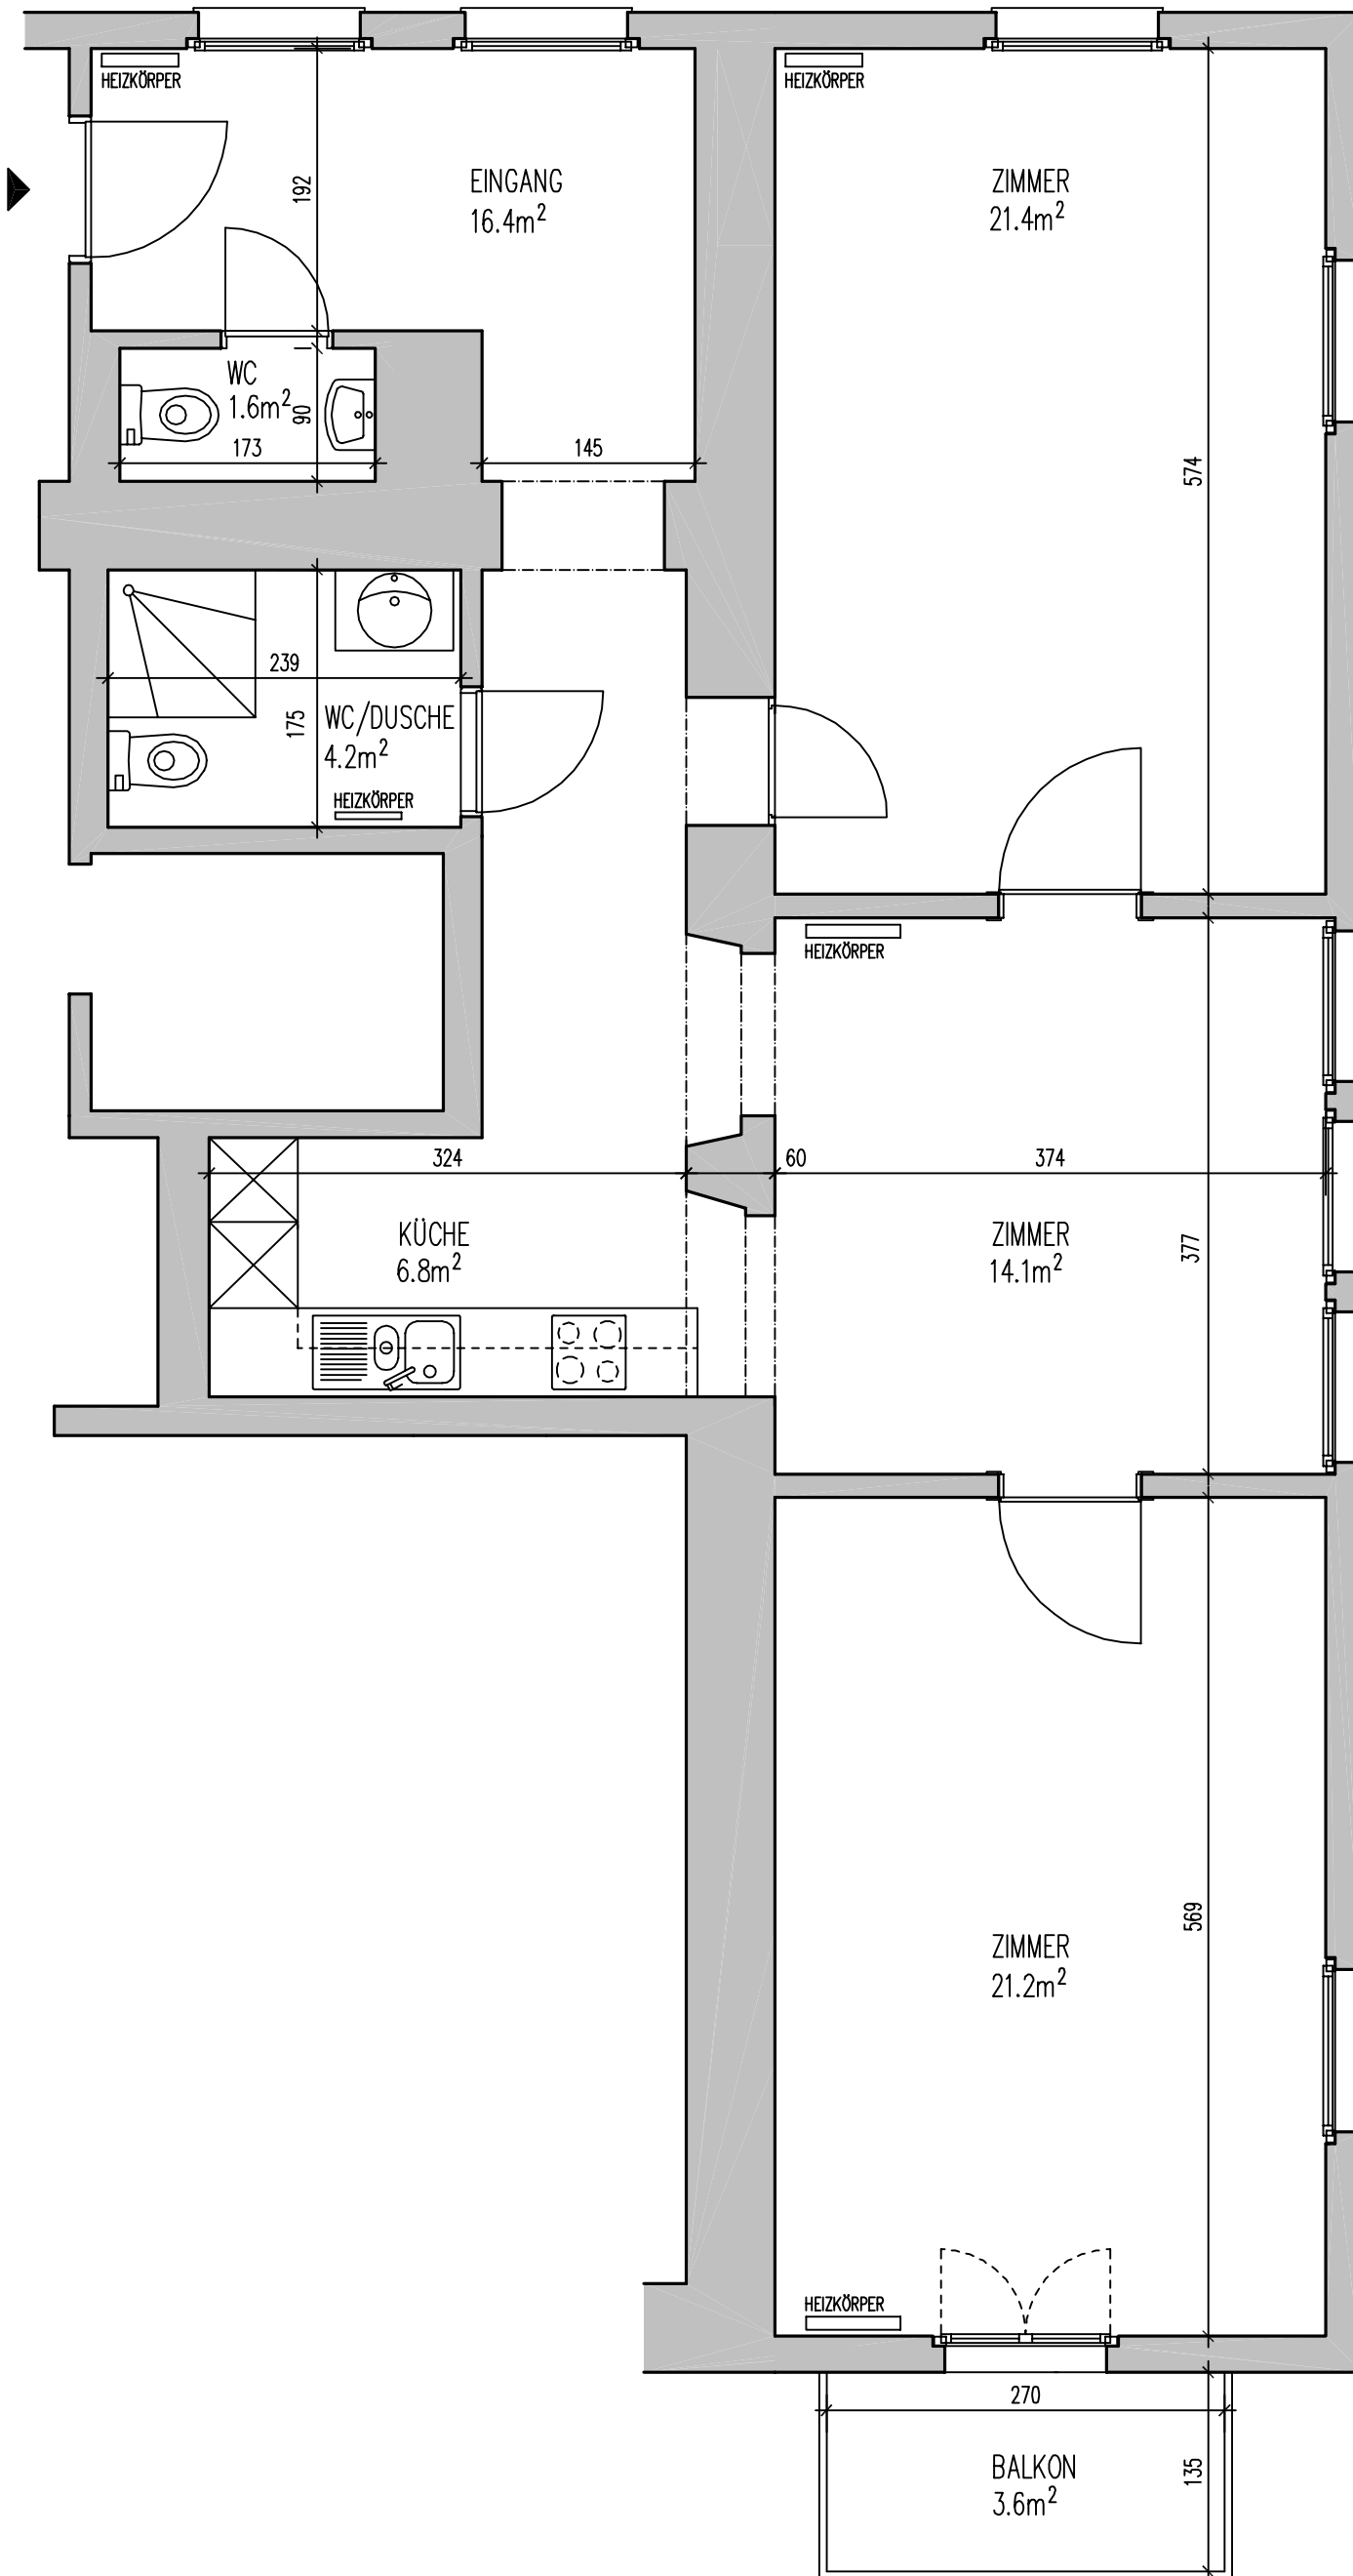 HEIZKÖRPER
HEIZKÖRPER
EINGANG
16.4m²
ZIMMER
21.4m²
192
WC
1.6m²
90
173
145
574
239
175
WC/DUSCHE
4.2m²
HEIZKÖRPER
HEIZKÖRPER
324
60
374
KÜCHE
6.8m²
ZIMMER
14.1m²
377
569
ZIMMER
21.2m²
HEIZKÖRPER
270
BALKON
3.6m²
135